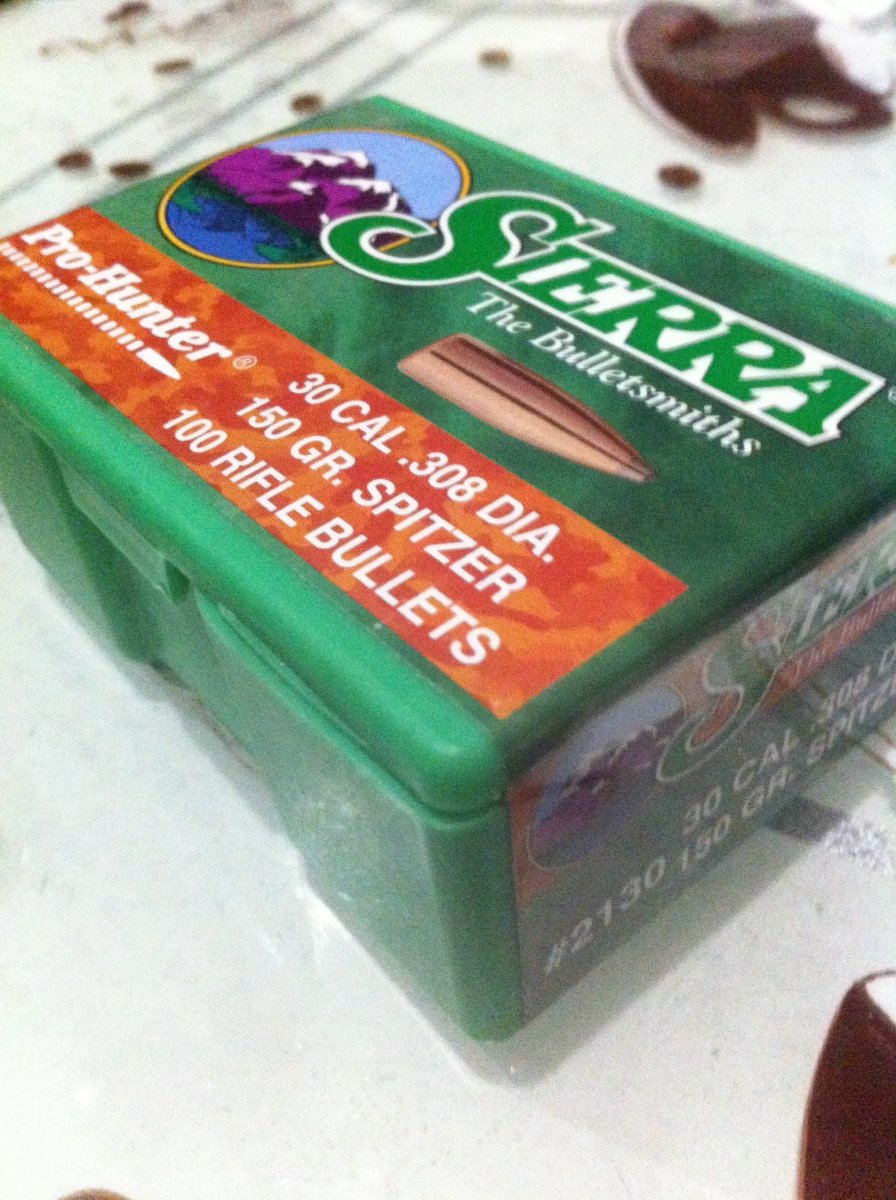 SIERRA
The Bulletsmiths
Pro-Hunter®
30 CAL .308 DIA.
150 GR. SPITZER
100 RIFLE BULLETS
30 CAL .308
#2130 150 GR. SPITZ